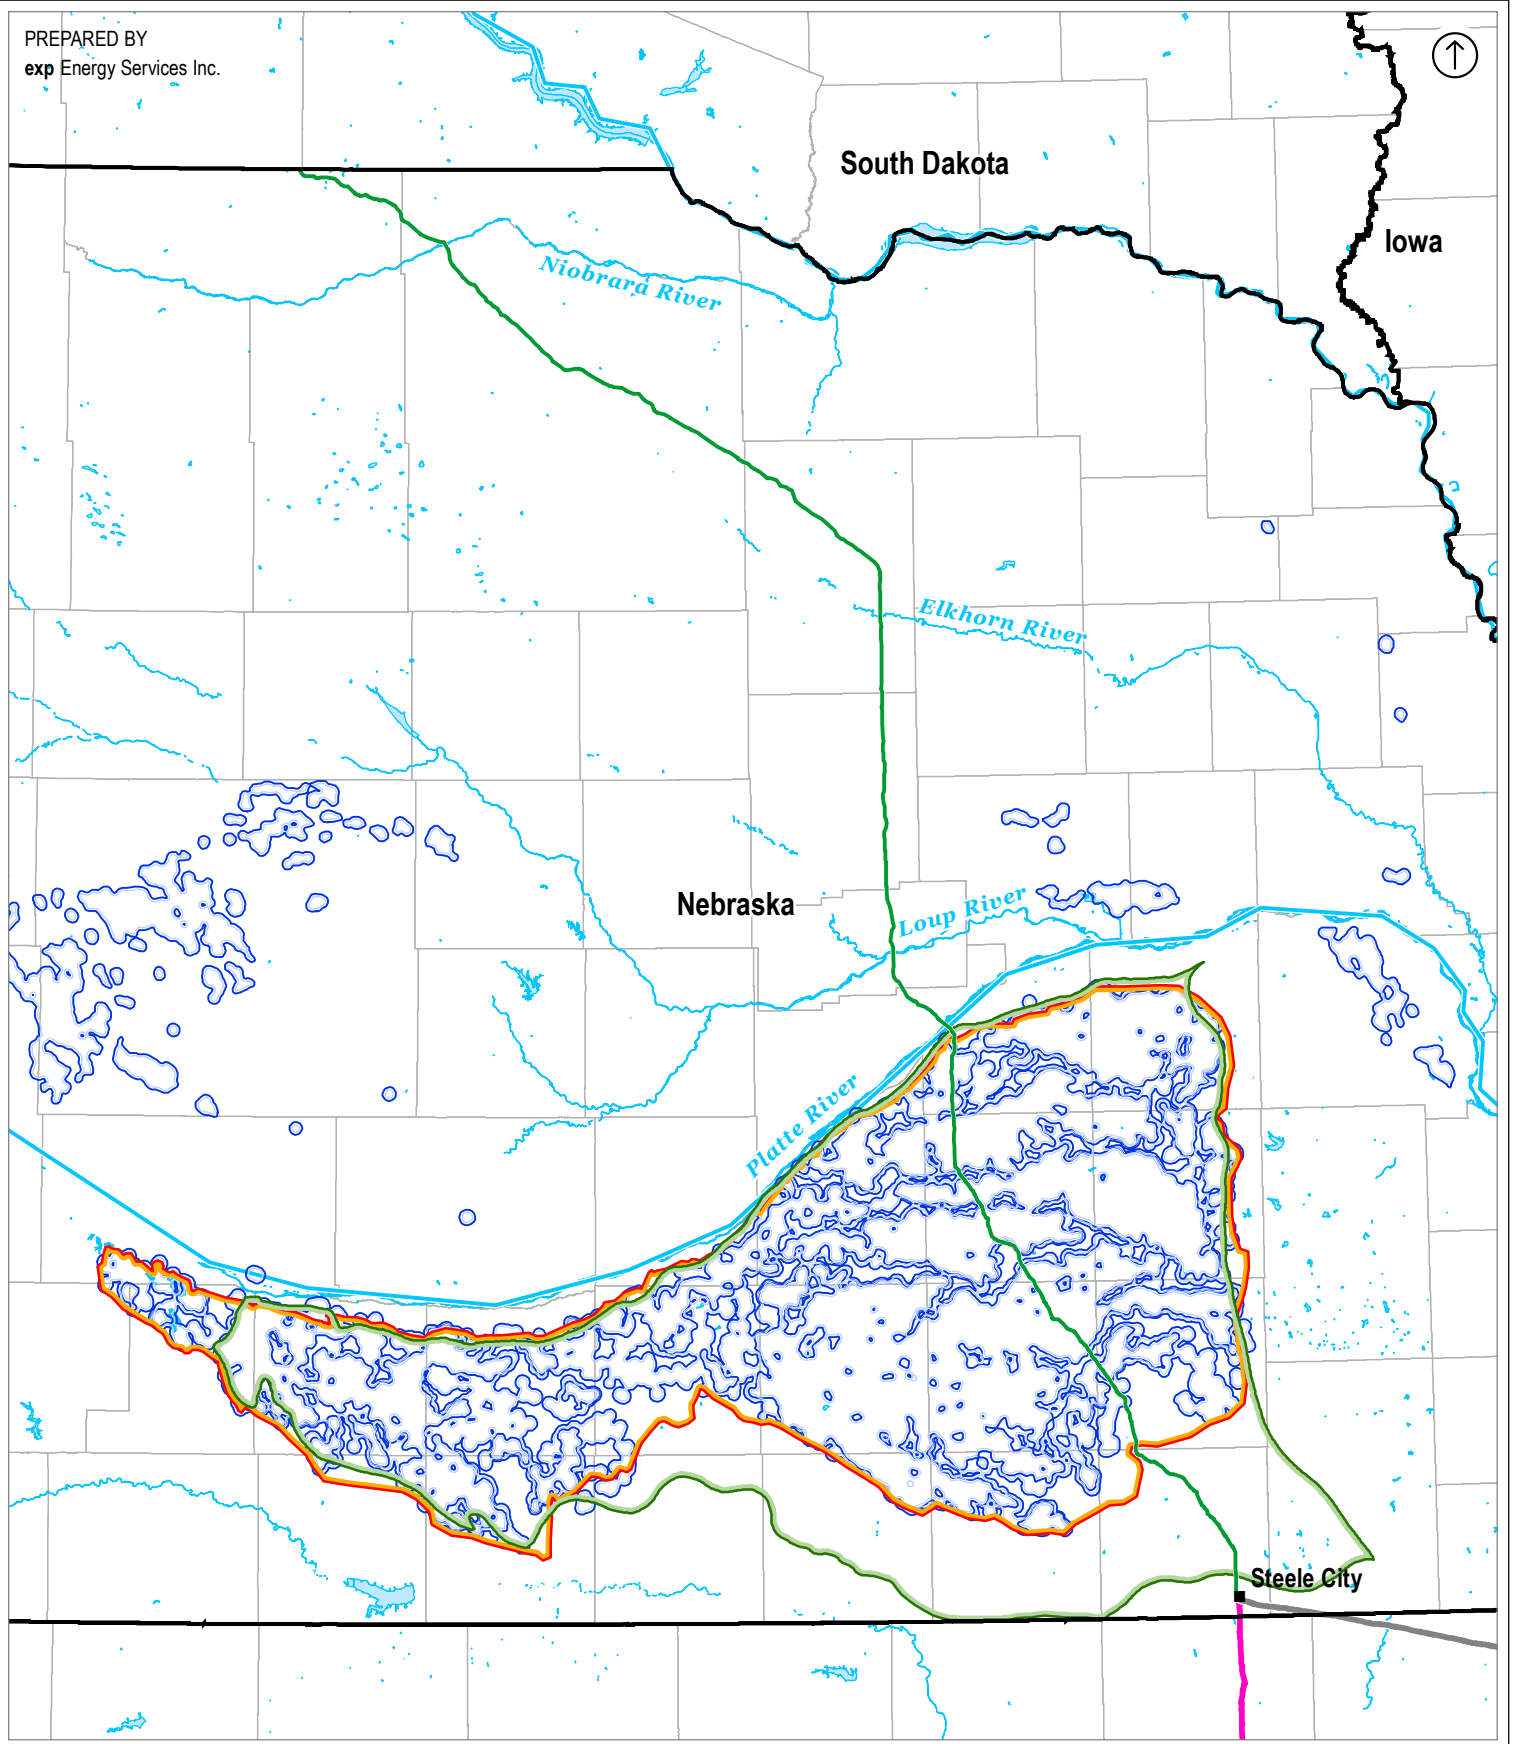 PREPARED BY
exp Energy Services Inc.
South Dakota
Iowa
Niobrara River
Elkhorn River
Nebraska
Loup River
Platte River
Steele City